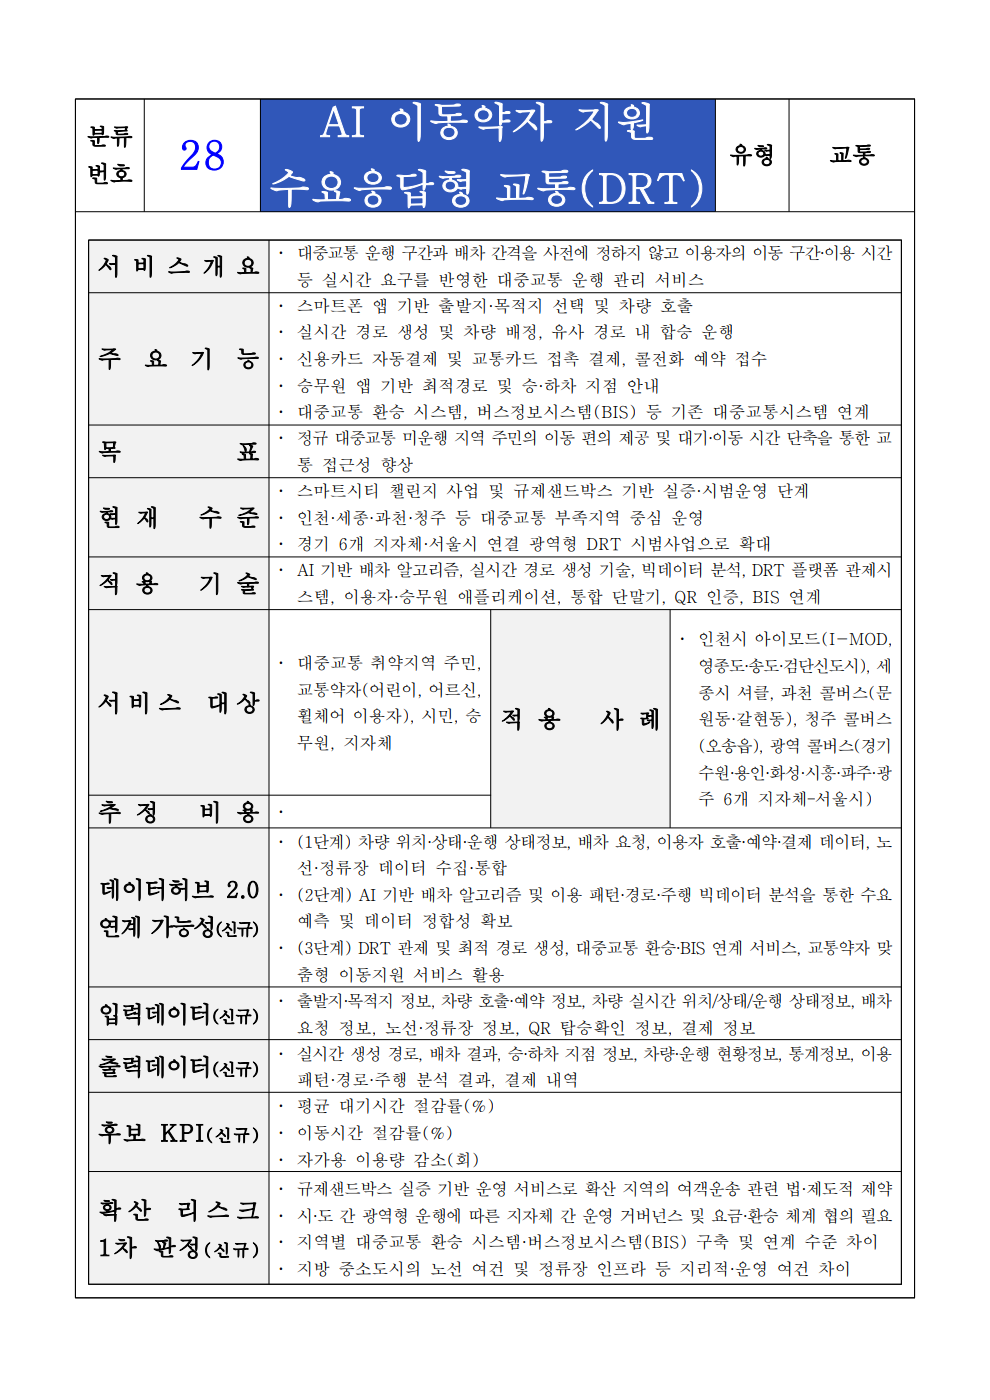 분류
번호
28
AI 이동약자 지원
수요응답형 교통(DRT)
유형
교통
서비스개요
· 대중교통 운행 구간과 배차 간격을 사전에 정하지 않고 이용자의 이동 구간·이용 시간
등 실시간 요구를 반영한 대중교통 운행 관리 서비스
주요기능
· 스마트폰 앱 기반 출발지·목적지 선택 및 차량 호출
· 실시간 경로 생성 및 차량 배정, 유사 경로 내 합승 운행
· 신용카드 자동결제 및 교통카드 접촉 결제, 콜전화 예약 접수
· 승무원 앱 기반 최적경로 및 승·하차 지점 안내
· 대중교통 환승 시스템, 버스정보시스템(BIS) 등 기존 대중교통시스템 연계
목표
· 정규 대중교통 미운행 지역 주민의 이동 편의 제공 및 대기·이동 시간 단축을 통한 교
통 접근성 향상
현재 수준
· 스마트시티 챌린지 사업 및 규제샌드박스 기반 실증·시범운영 단계
· 인천·세종·과천·청주 등 대중교통 부족지역 중심 운영
· 경기 6개 지자체·서울시 연결 광역형 DRT 시범사업으로 확대
적용 기술
· AI 기반 배차 알고리즘, 실시간 경로 생성 기술, 빅데이터 분석, DRT 플랫폼 관제시
스템, 이용자·승무원 애플리케이션, 통합 단말기, QR 인증, BIS 연계
서비스 대상
· 대중교통 취약지역 주민,
교통약자(어린이, 어르신,
휠체어 이용자), 시민, 승
무원, 지자체
적용 사례
· 인천시 아이모드(I-MOD,
영종도·송도·검단신도시), 세
종시 셔클, 과천 콜버스(문
원동·갈현동), 청주 콜버스
(오송읍), 광역 콜버스(경기
수원·용인·화성·시흥·파주·광
주 6개 지자체-서울시)
추정 비용
·
데이터허브 2.0
연계 가능성(신규)
· (1단계) 차량 위치·상태·운행 상태정보, 배차 요청, 이용자 호출·예약·결제 데이터, 노
선·정류장 데이터 수집·통합
· (2단계) AI 기반 배차 알고리즘 및 이용 패턴·경로·주행 빅데이터 분석을 통한 수요
예측 및 데이터 정합성 확보
· (3단계) DRT 관제 및 최적 경로 생성, 대중교통 환승·BIS 연계 서비스, 교통약자 맞
춤형 이동지원 서비스 활용
입력데이터(신규)
· 출발지·목적지 정보, 차량 호출·예약 정보, 차량 실시간 위치/상태/운행 상태정보, 배차
요청 정보, 노선·정류장 정보, QR 탑승확인 정보, 결제 정보
출력데이터(신규)
· 실시간 생성 경로, 배차 결과, 승·하차 지점 정보, 차량·운행 현황정보, 통계정보, 이용
패턴·경로·주행 분석 결과, 결제 내역
후보 KPI(신규)
· 평균 대기시간 절감률(%)
· 이동시간 절감률(%)
· 자가용 이용량 감소(회)
확산 리스크
1차 판정(신규)
· 규제샌드박스 실증 기반 운영 서비스로 확산 지역의 여객운송 관련 법·제도적 제약
· 시·도 간 광역형 운행에 따른 지자체 간 운영 거버넌스 및 요금·환승 체계 협의 필요
· 지역별 대중교통 환승 시스템·버스정보시스템(BIS) 구축 및 연계 수준 차이
· 지방 중소도시의 노선 여건 및 정류장 인프라 등 지리적·운영 여건 차이